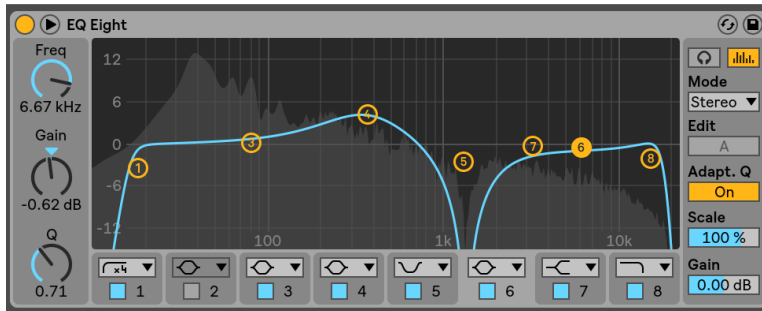 EQ Eight
Freq
6.67 kHz
Gain
-0.62 dB
Q
0.71
12
6
0
-6
-12
100
1k
10k
1
3
4
5
7
6
8
x4
1
2
3
4
5
6
7
8
Mode
Stereo
Edit
A
Adapt. Q
On
Scale
100 %
Gain
0.00 dB